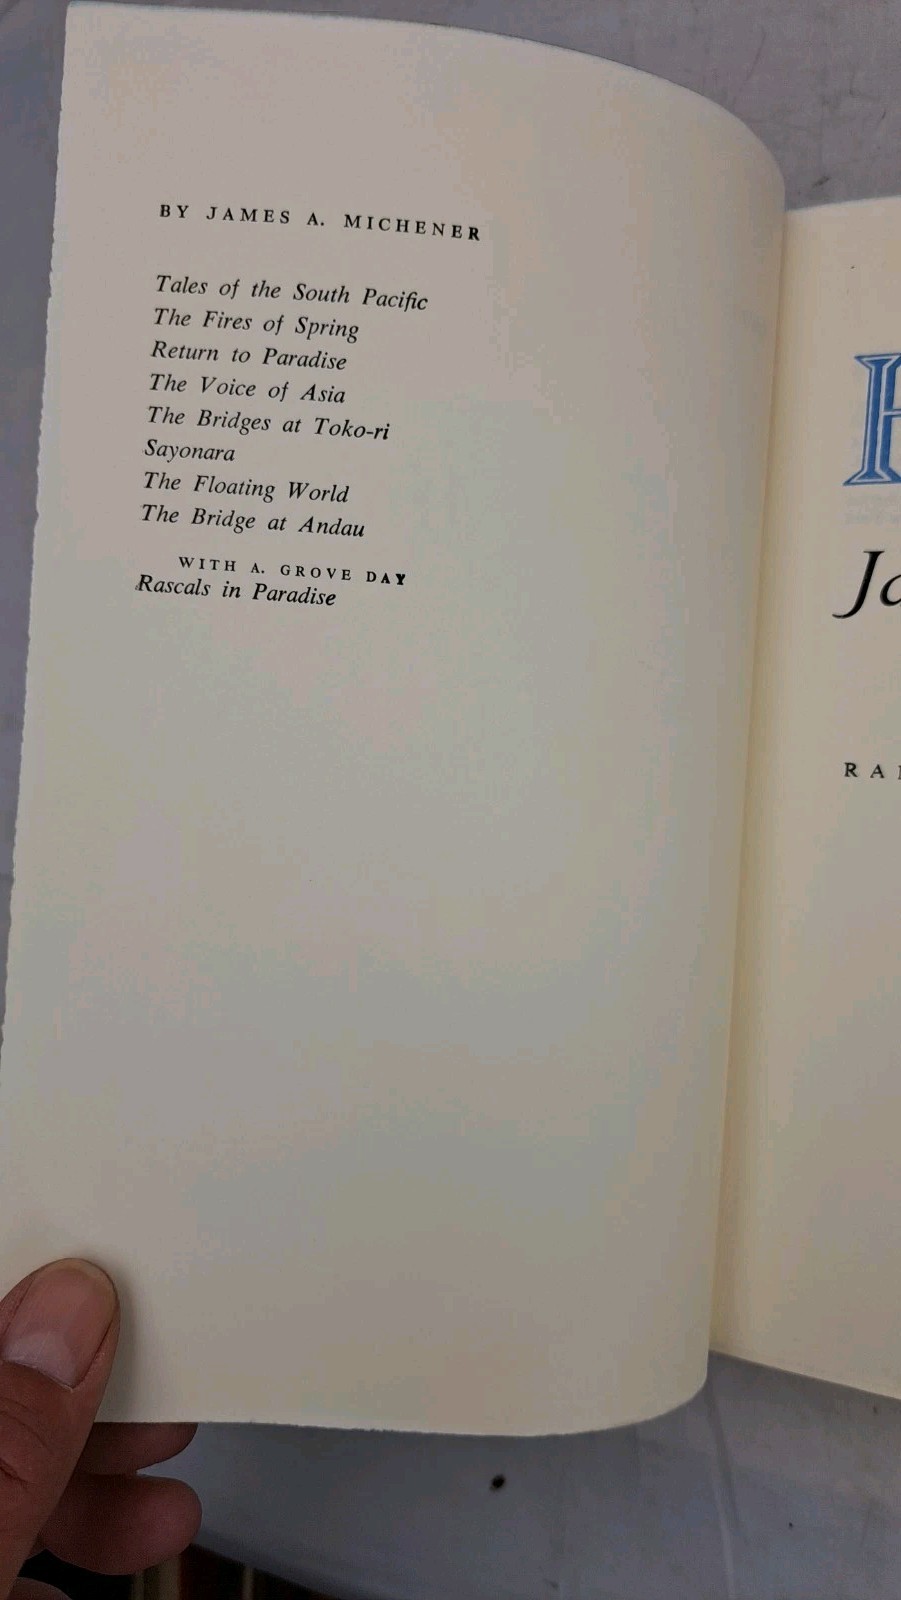 BY JAMES A. MICHENER
Tales of the South Pacific
The Fires of Spring
Return to Paradise
The Voice of Asia
The Bridges at Toko-ri
Sayonara
The Floating World
The Bridge at Andau
WITH A. GROVE DAY
Rascals in Paradise